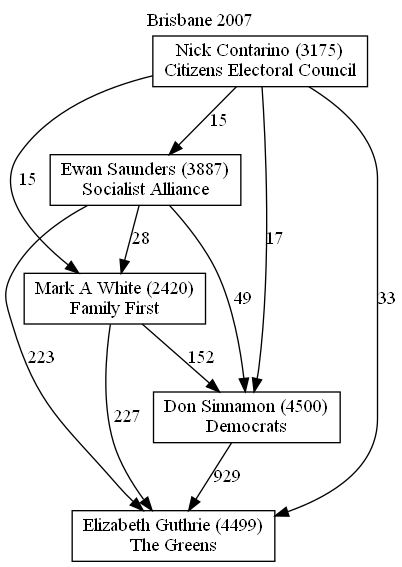 Brisbane 2007
Nick Contarino (3175)
Citizens Electoral Council
15
Ewan Saunders (3887)
Socialist Alliance
15
28
17
Mark A White (2420)
Family First
49
33
223
152
227
Don Sinnamon (4500)
Democrats
929
Elizabeth Guthrie (4499)
The Greens